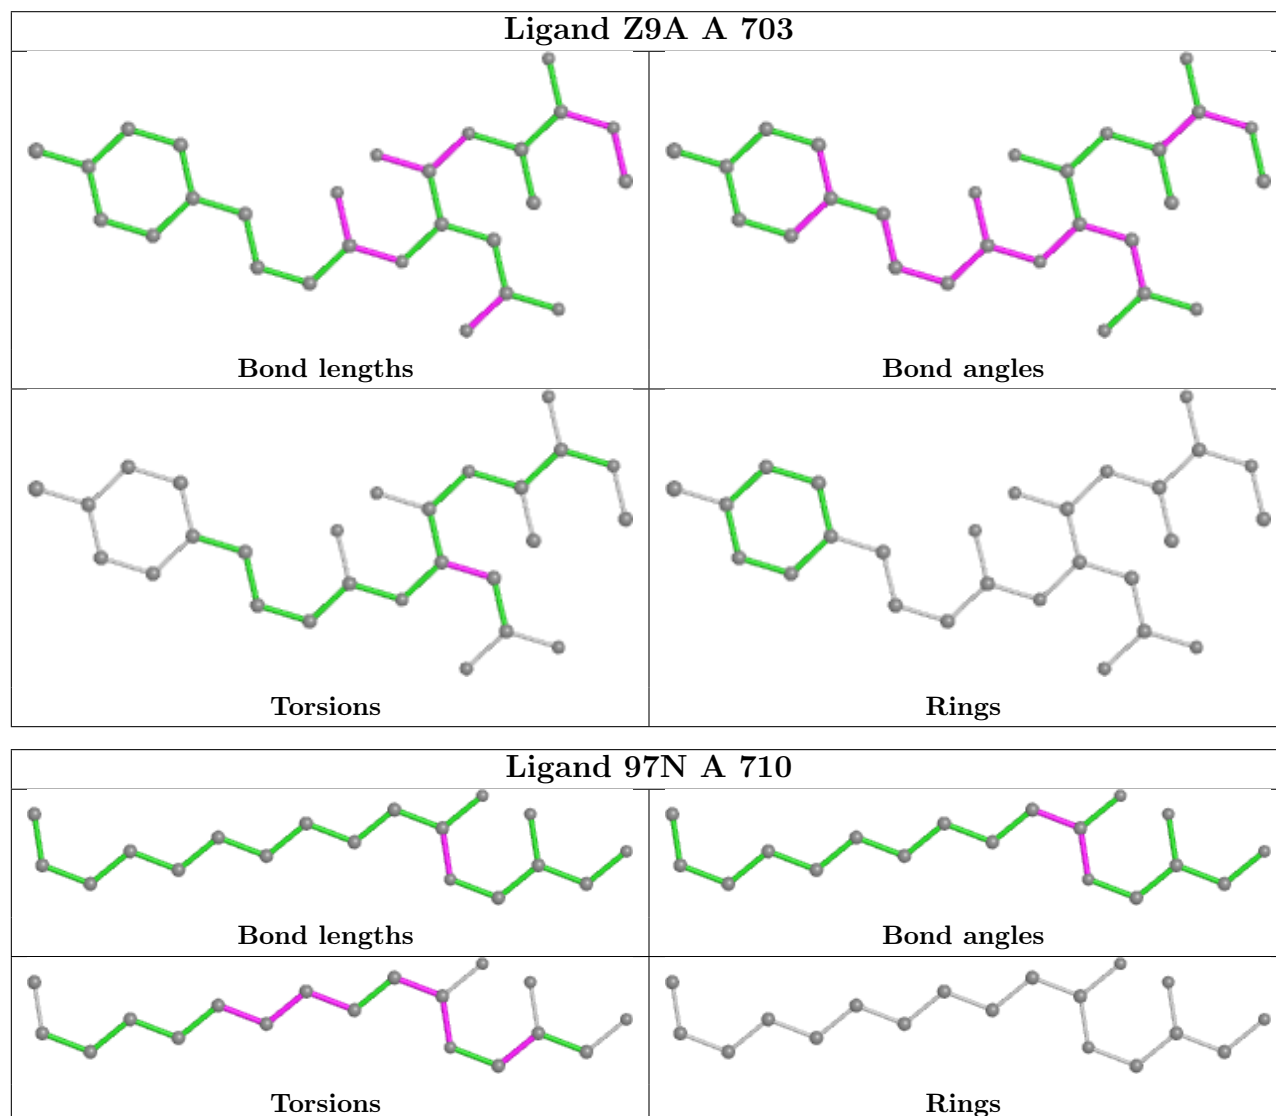 Ligand Z9A A 703
Bond lengths
Bond angles
Torsions
Rings
Ligand 97N A 710
Bond lengths
Bond angles
Torsions
Rings